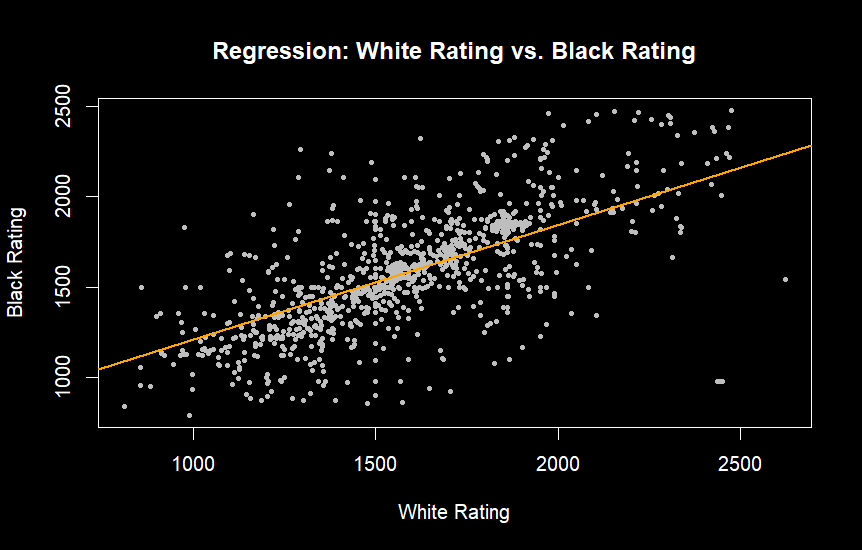 Regression: White Rating vs. Black Rating
2500
2000
1500
1000
Black Rating
1000 1500 2000 2500
White Rating